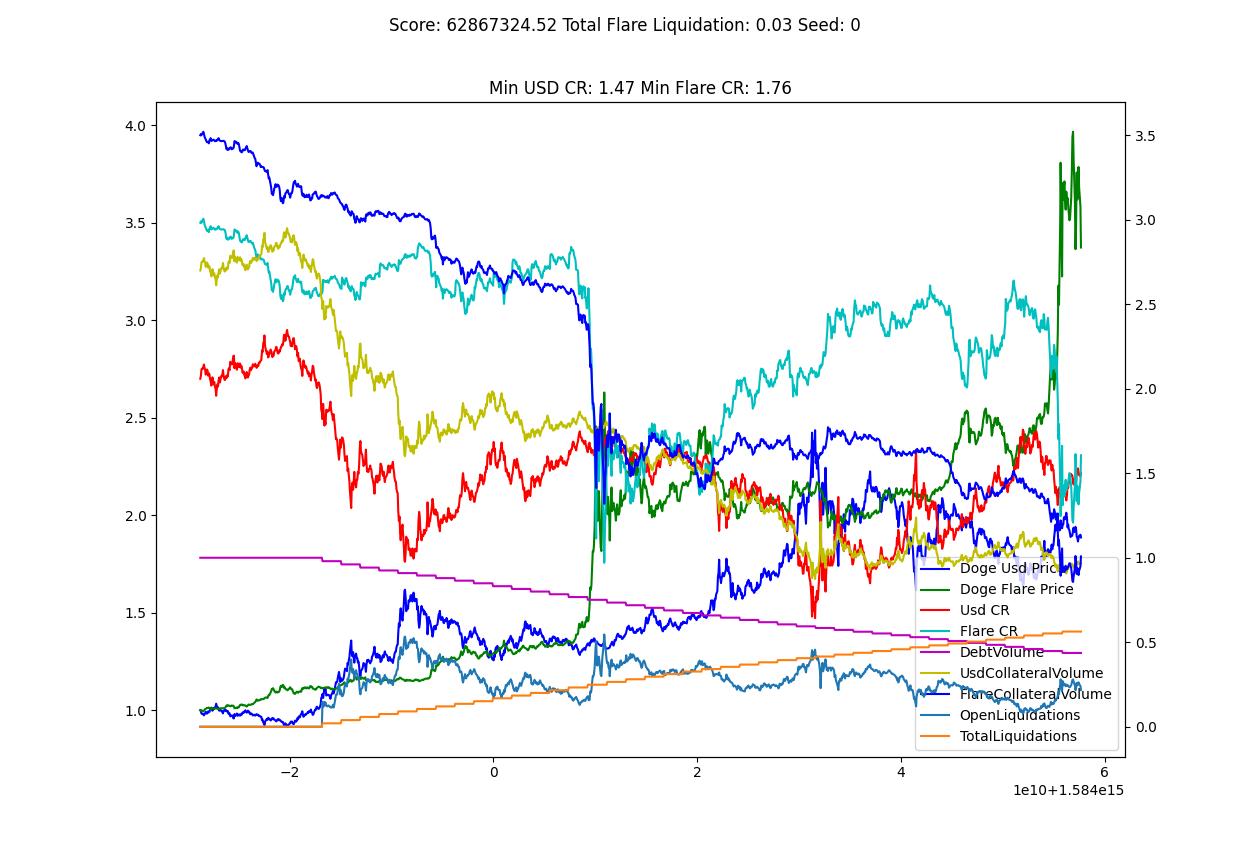 Score: 62867324.52 Total Flare Liquidation: 0.03 Seed: 0
Min USD CR: 1.47 Min Flare CR: 1.76
4.0
3.5
3.0
2.5
2.0
1.5
1.0
3.5
3.0
2.5
2.0
1.5
1.0
0.5
0.0
Doge Usd Price
Doge Flare Price
Usd CR
Flare CR
DebtVolume
UsdCollateralVolume
FlareCollateralVolume
OpenLiquidations
TotalLiquidations
−2 0 2 4 6
1e10+1.584e15